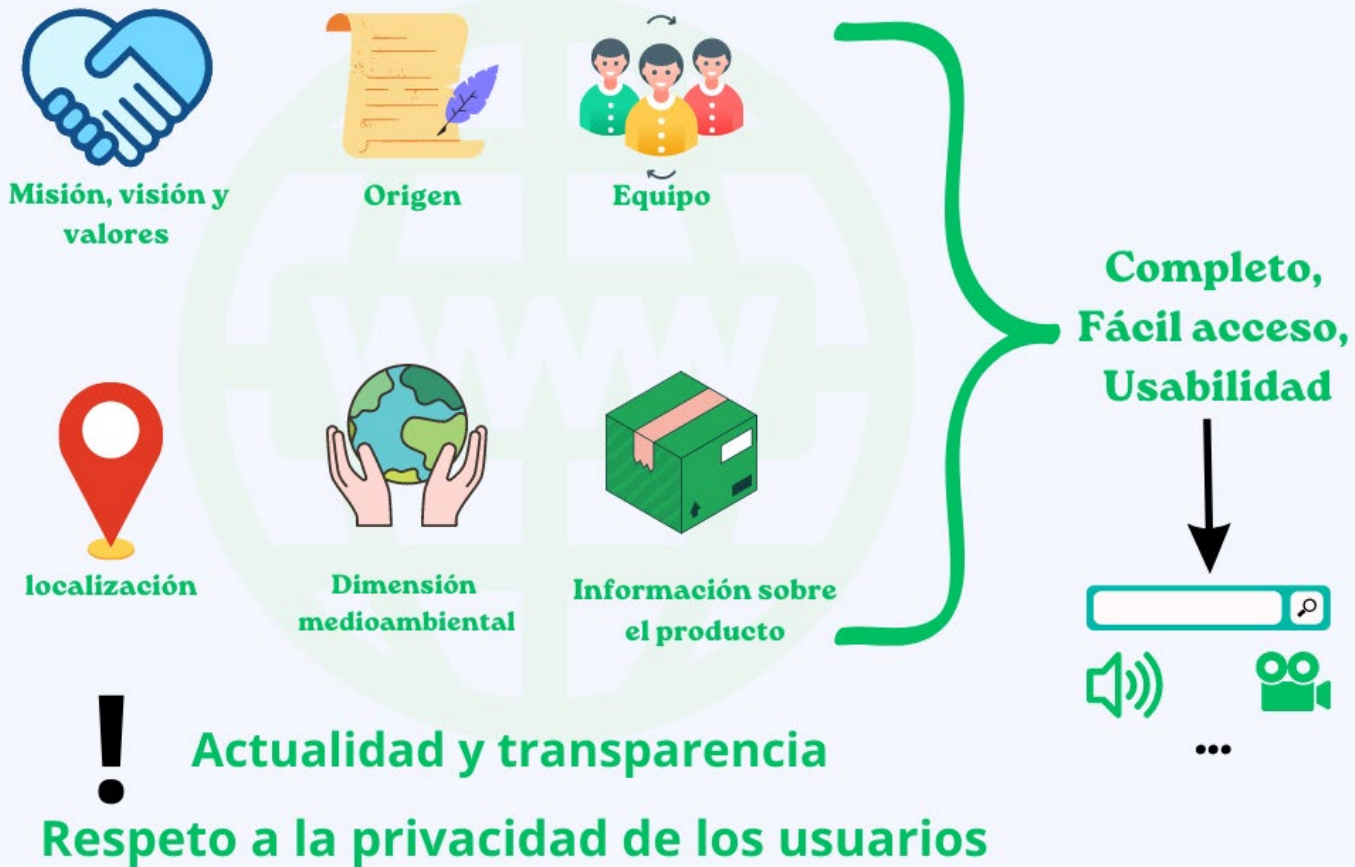 Misión, visión y
valores
Origen
Equipo
Completo,
Fácil acceso,
Usabilidad
localización
Dimensión
medioambiental
Información sobre
el producto
...
! Actualidad y transparencia
Respeto a la privacidad de los usuarios
www